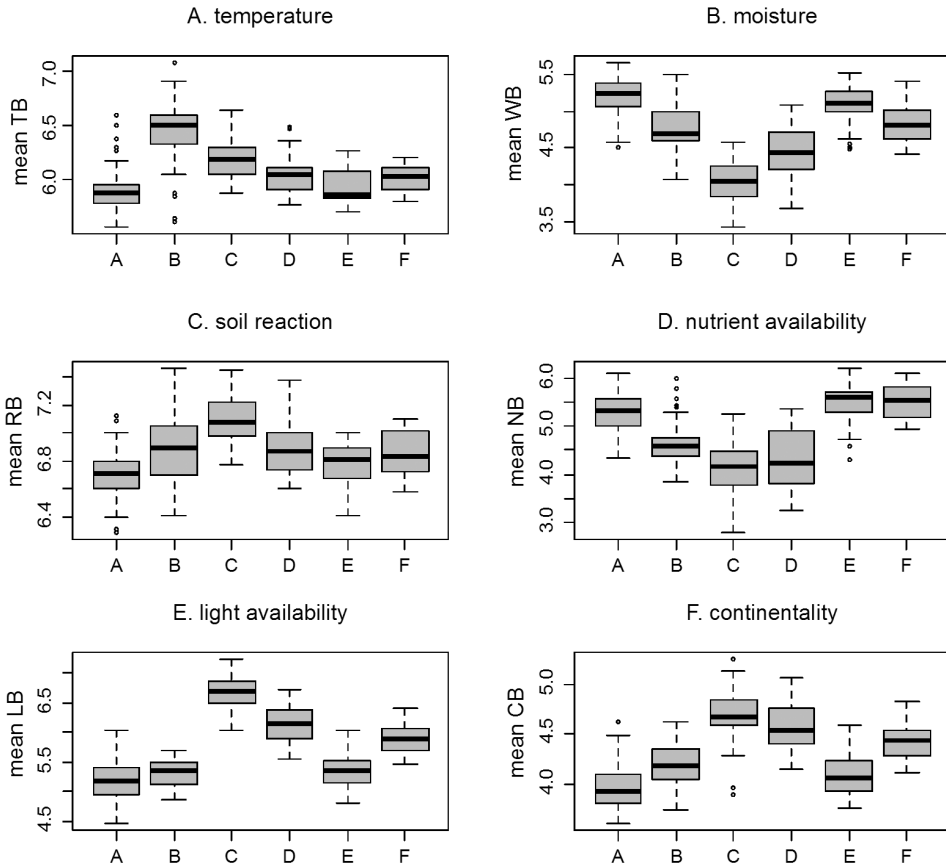 A. temperature
mean TB
7.0
6.5
6.0
A B C D E F
B. moisture
mean WB
5.5
4.5
3.5
A B C D E F
C. soil reaction
mean RB
7.2
6.8
6.4
A B C D E F
D. nutrient availability
mean NB
6.0
5.0
4.0
3.0
A B C D E F
E. light availability
mean LB
6.5
5.5
4.5
A B C D E F
F. continentality
mean CB
5.0
4.5
4.0
A B C D E F